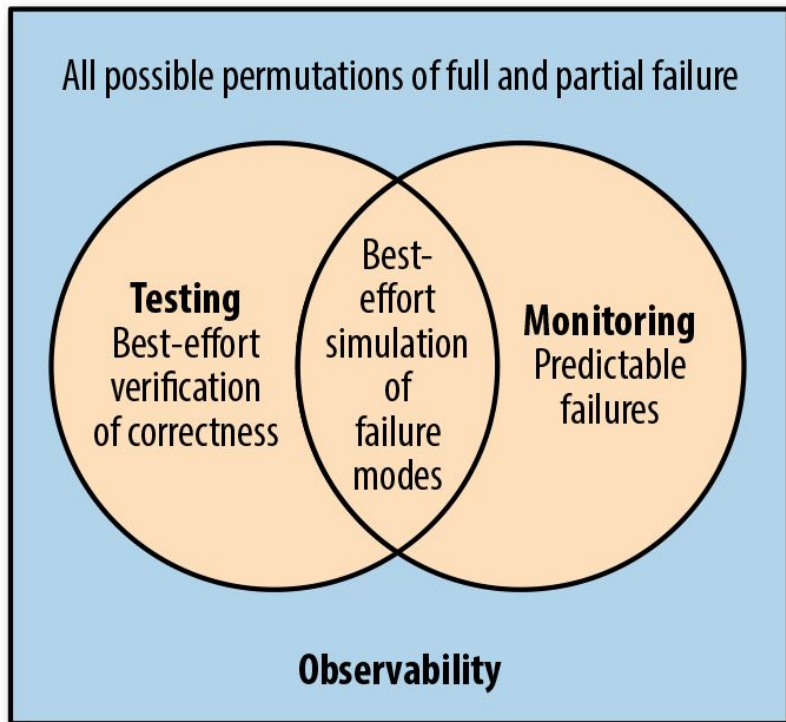 All possible permutations of full and partial failure
Testing
Best-effort
verification
of correctness
Best-
effort
simulation
of
failure
modes
Monitoring
Predictable
failures
Observability